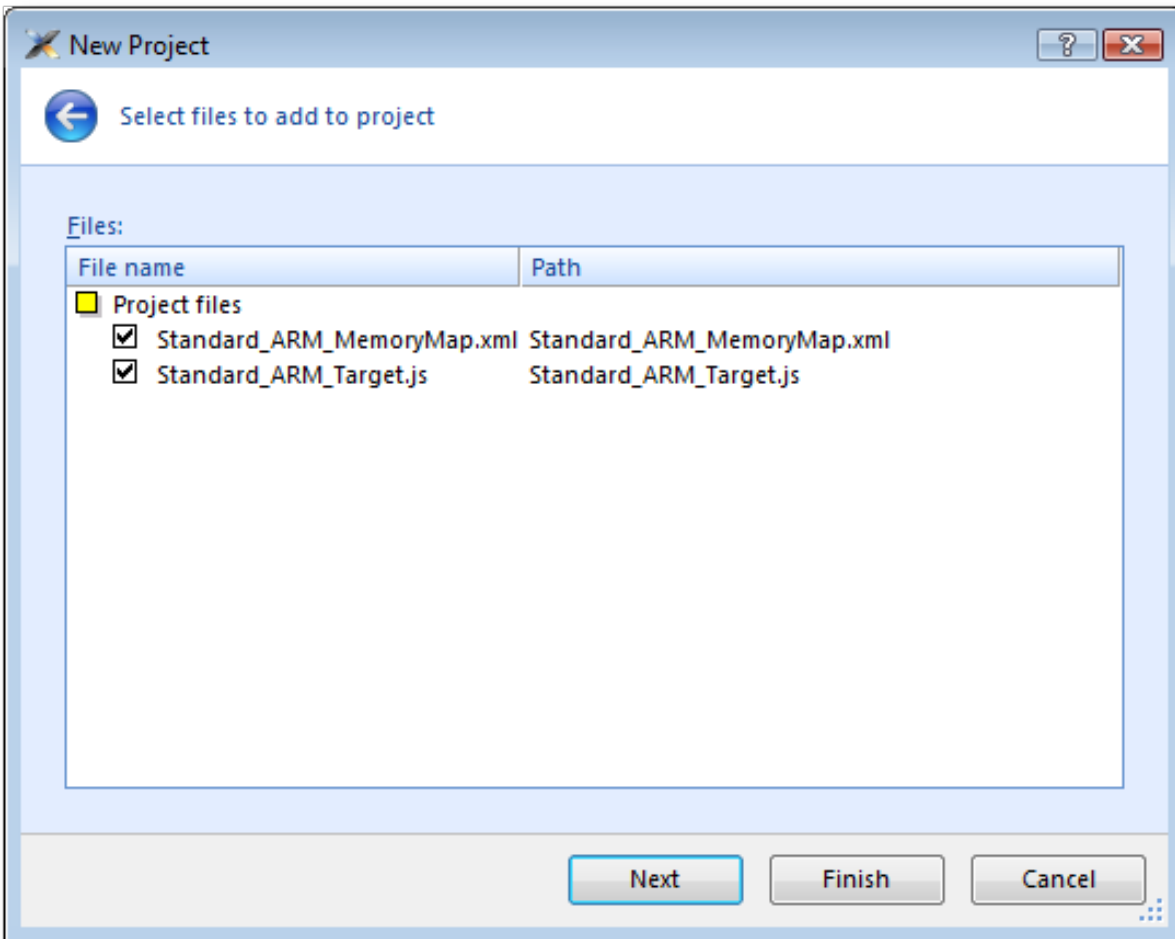 New Project
?
Select files to add to project
Files:
File name Path
Project files
Standard_ARM_MemoryMap.xml Standard_ARM_MemoryMap.xml
Standard_ARM_Target.js Standard_ARM_Target.js
Next Finish Cancel